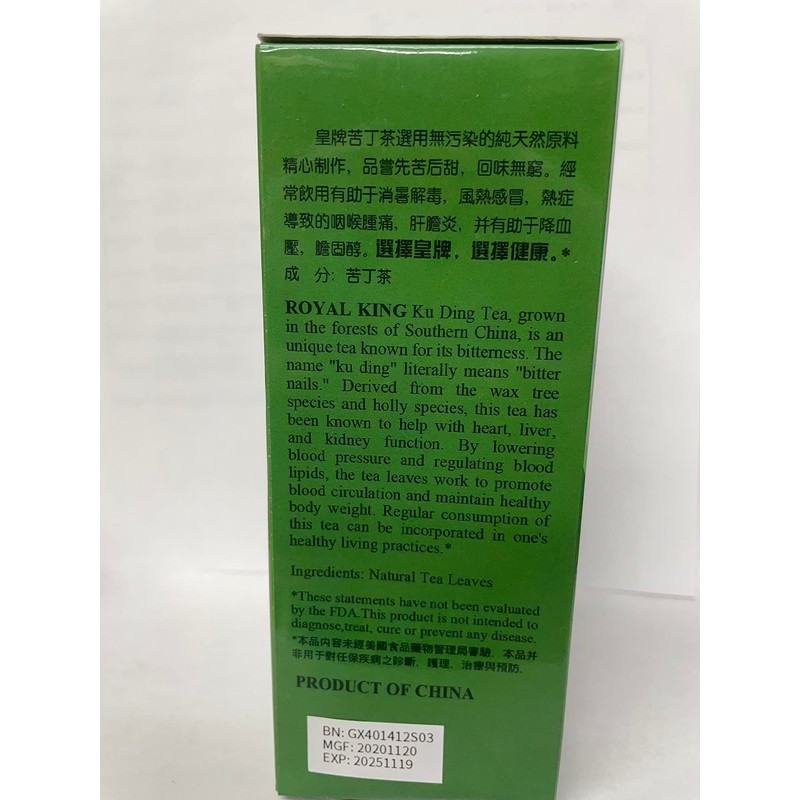 皇牌苦丁茶選用無污染的純天然原料
精心制作，品嘗先苦后甜，回味無窮。經
常飲用有助于消暑解毒，風熱感冒，熱症
導致的咽喉腫痛，肝膽炎，并有助于降血
壓，膽固醇。選擇皇牌，選擇健康。*
成 分: 苦丁茶
ROYAL KING Ku Ding Tea, grown
in the forests of Southern China, is an
unique tea known for its bitterness. The
name "ku ding" literally means "bitter
nails." Derived from the wax tree
species and holly species, this tea has
been known to help with heart, liver,
and kidney function. By lowering
blood pressure and regulating blood
lipids, the tea leaves work to promote
blood circulation and maintain healthy
body weight. Regular consumption of
this tea can be incorporated in one's
healthy living practices.*
Ingredients: Natural Tea Leaves
*These statements have not been evaluated
by the FDA.This product is not intended to
diagnose,treat, cure or prevent any disease.
*本品内容未經美國食品藥物管理局審驗．本品并
非用于對任保疾病之診斷．護理．治療與預防．
PRODUCT OF CHINA
BN: GX401412S03
MGF: 20201120
EXP: 20251119